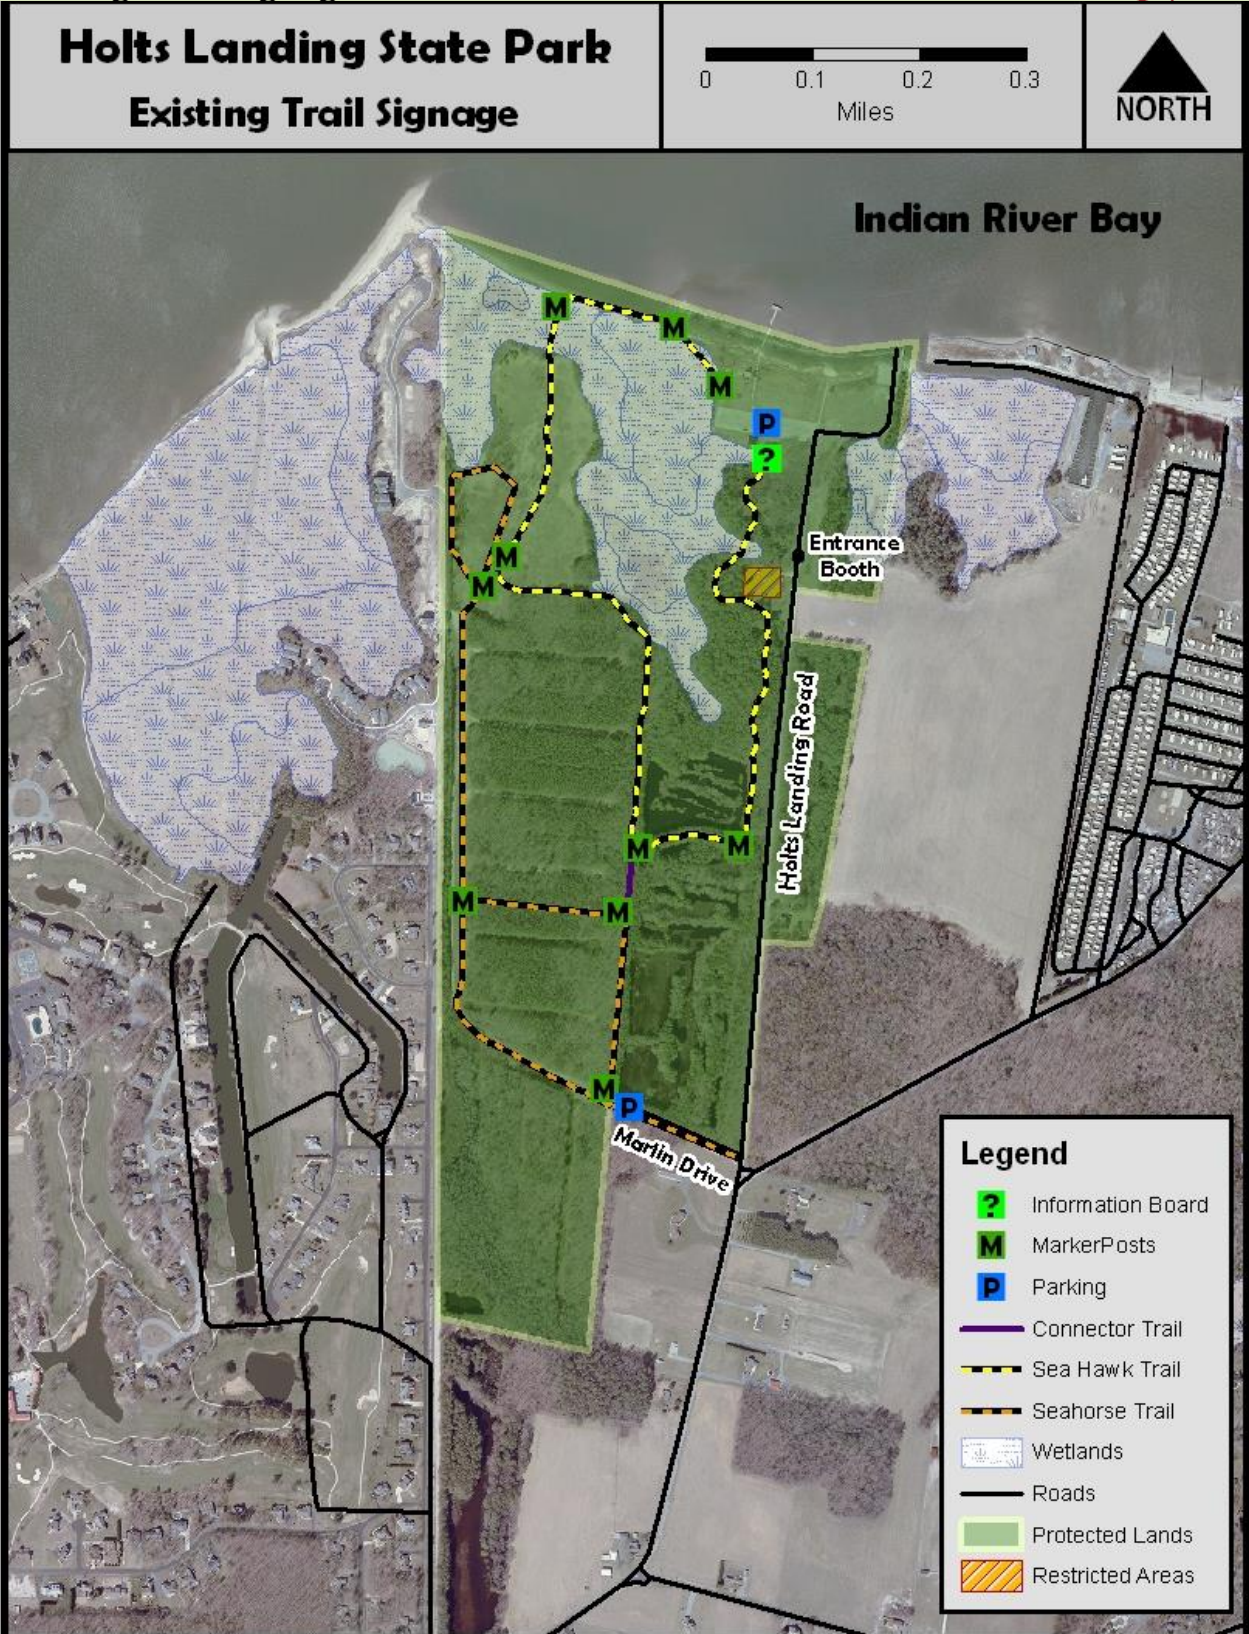 Holts Landing State Park
Existing Trail Signage
0 0.1 0.2 0.3
Miles
NORTH
Indian River Bay
M
M
M
P
?
Entrance
Booth
M
M
Holts Landing Road
M
M
M
M
M
P
Martin Drive
Legend
? Information Board
M MarkerPosts
P Parking
Connector Trail
Sea Hawk Trail
Seahorse Trail
Wetlands
Roads
Protected Lands
Restricted Areas